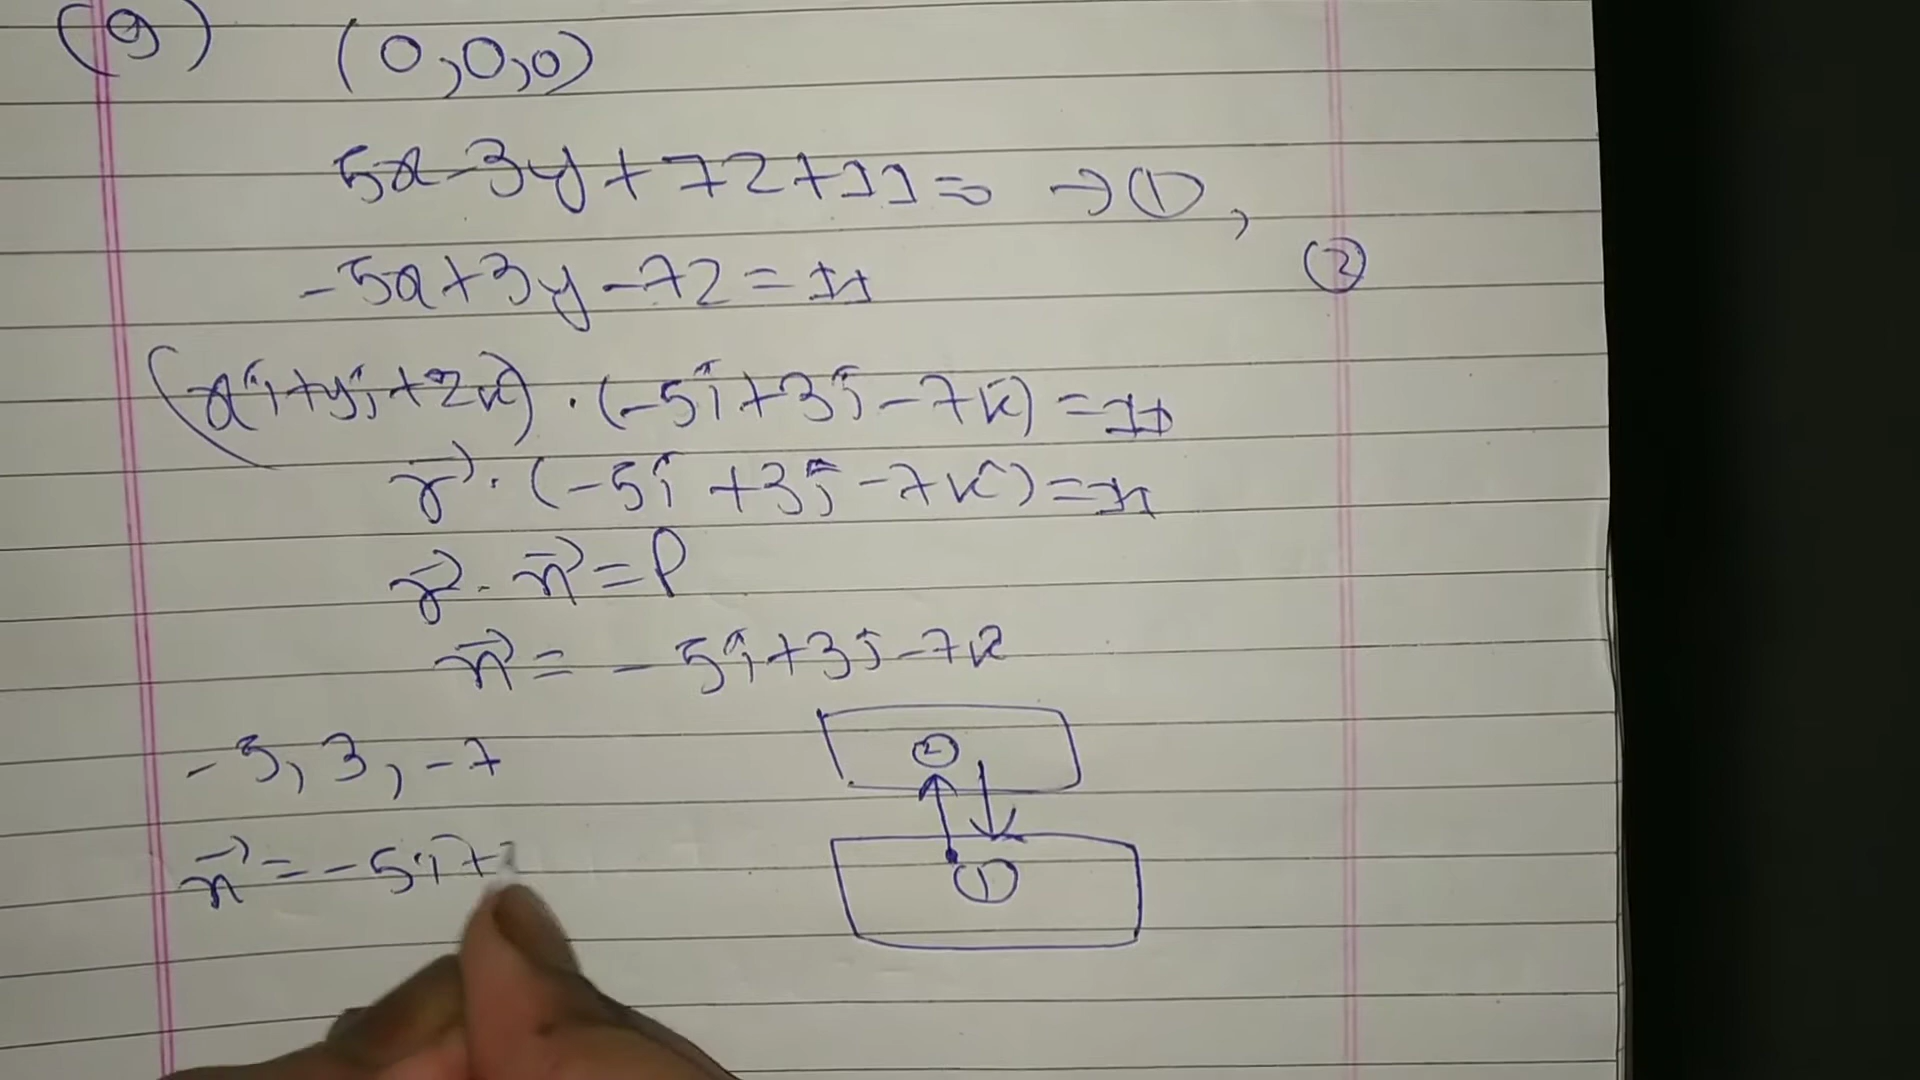 (9) (0,0,0)
5x-3y+7z+11=0 → ①,
②
-5x+3y-7z=11
(xî+yĵ+zk̂)·(-5î+3ĵ-7k̂)=11
r⃗·(-5î+3ĵ-7k̂)=11
r⃗·n⃗=P
n⃗=-5î+3ĵ-7k̂
-5, 3, -7
②
n⃗=-5î+
①